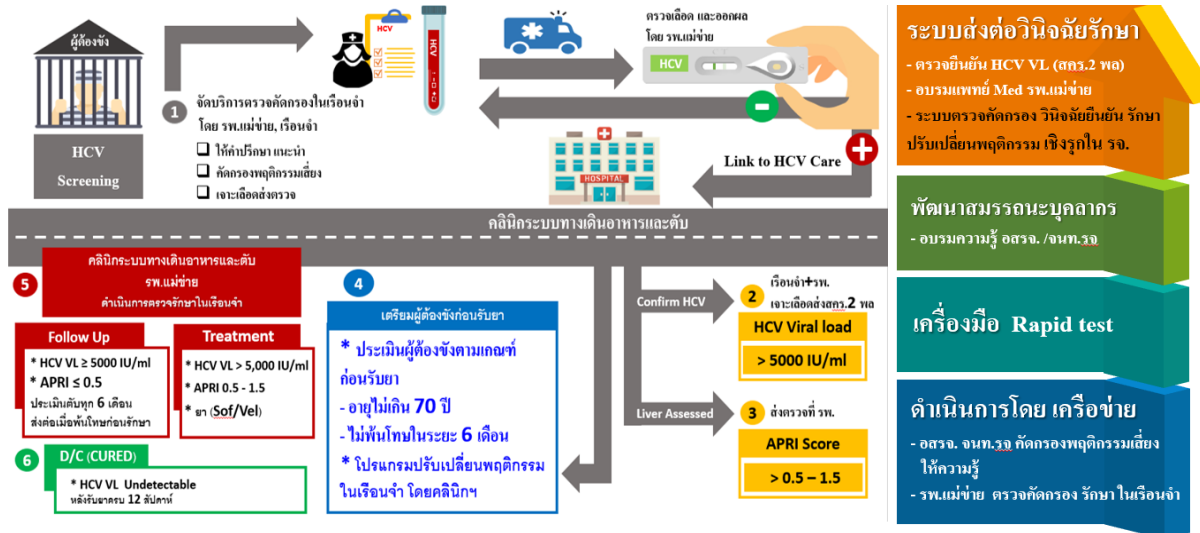 ผู้ต้องขัง
HCV
Screening
1
จัดบริการตรวจคัดกรองในเรือนจำ
โดย รพ.แม่ข่าย, เรือนจำ
ให้คำปรึกษา แนะนำ
คัดกรองพฤติกรรมเสี่ยง
เจาะเลือดส่งตรวจ
HCV
HCV
ตรวจเลือด และออกผล
โดย รพ.แม่ข่าย
HCV
Link to HCV Care
HOSPITAL
คลินิกระบบทางเดินอาหารและตับ
5
คลินิกระบบทางเดินอาหารและตับ
รพ.แม่ข่าย
ดำเนินการตรวจรักษาในเรือนจำ
Follow Up
* HCV VL ≥ 5000 IU/ml
* APRI ≤ 0.5
ประเมินตับทุก 6 เดือน
ส่งต่อเมื่อพ้นโทษก่อนรักษา
Treatment
* HCV VL > 5,000 IU/ml
* APRI 0.5 - 1.5
* ยา (Sof/Vel)
6
D/C (CURED)
* HCV VL Undetectable
หลังรับยาครบ 12 สัปดาห์
4
เตรียมผู้ต้องขังก่อนรับยา
* ประเมินผู้ต้องขังตามเกณฑ์
ก่อนรับยา
- อายุไม่เกิน 70 ปี
- ไม่พ้นโทษในระยะ 6 เดือน
* โปรแกรมปรับเปลี่ยนพฤติกรรม
ในเรือนจำ โดยคลินิกฯ
Confirm HCV
2
เรือนจำ+รพ.
เจาะเลือดส่งสคร.2 พล
HCV Viral load
> 5000 IU/ml
Liver Assessed
3
ส่งตรวจที่ รพ.
APRI Score
> 0.5 – 1.5
ระบบส่งต่อวินิจฉัยรักษา
- ตรวจยืนยัน HCV VL (สคร.2 พล)
- อบรมแพทย์ Med รพ.แม่ข่าย
- ระบบตรวจคัดกรอง วินิจฉัยยืนยัน รักษา
ปรับเปลี่ยนพฤติกรรม เชิงรุกใน รจ.
พัฒนาสมรรถนะบุคลากร
- อบรมความรู้ อสรจ. /จนท.รจ
เครื่องมือ Rapid test
ดำเนินการโดย เครือข่าย
- อสรจ. จนท.รจ คัดกรองพฤติกรรมเสี่ยง
ให้ความรู้
- รพ.แม่ข่าย ตรวจคัดกรอง รักษา ในเรือนจำ